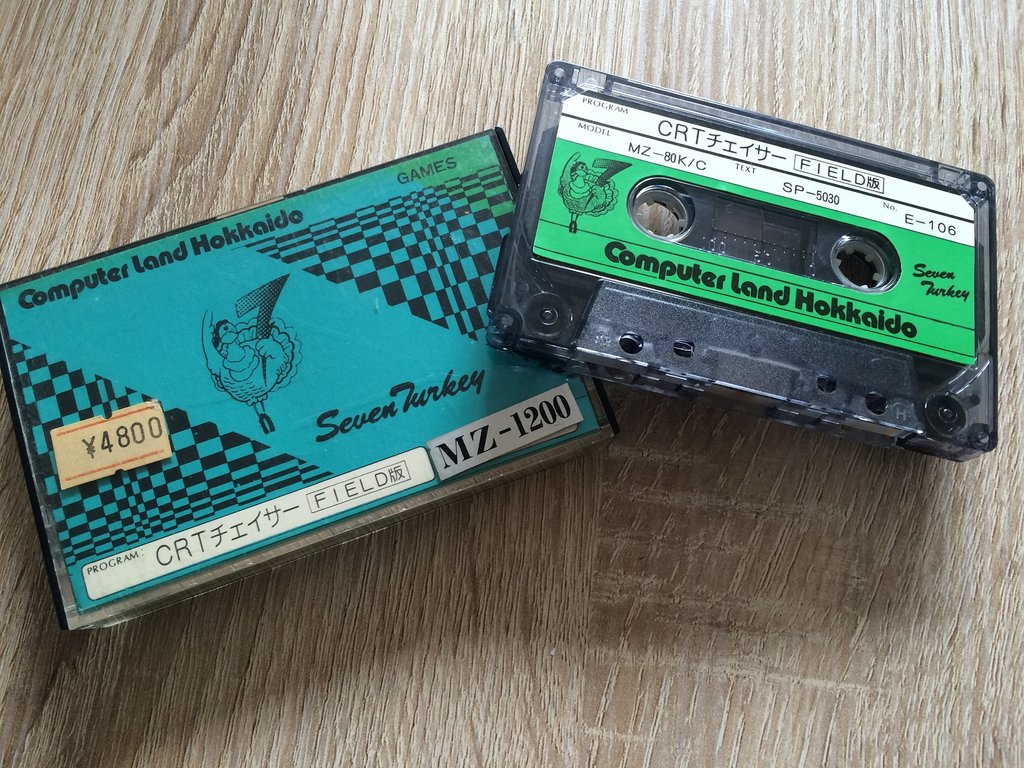 GAMES
Computer Land Hokkaido
7
Seven Turkey
¥4800
MZ-1200
PROGRAM: CRTチェイサー FIELD版
PROGRAM CRTチェイサー FIELD版
MODEL MZ-80K/C TEXT SP-5030 No. E-106
7
Seven
Turkey
Computer Land Hokkaido